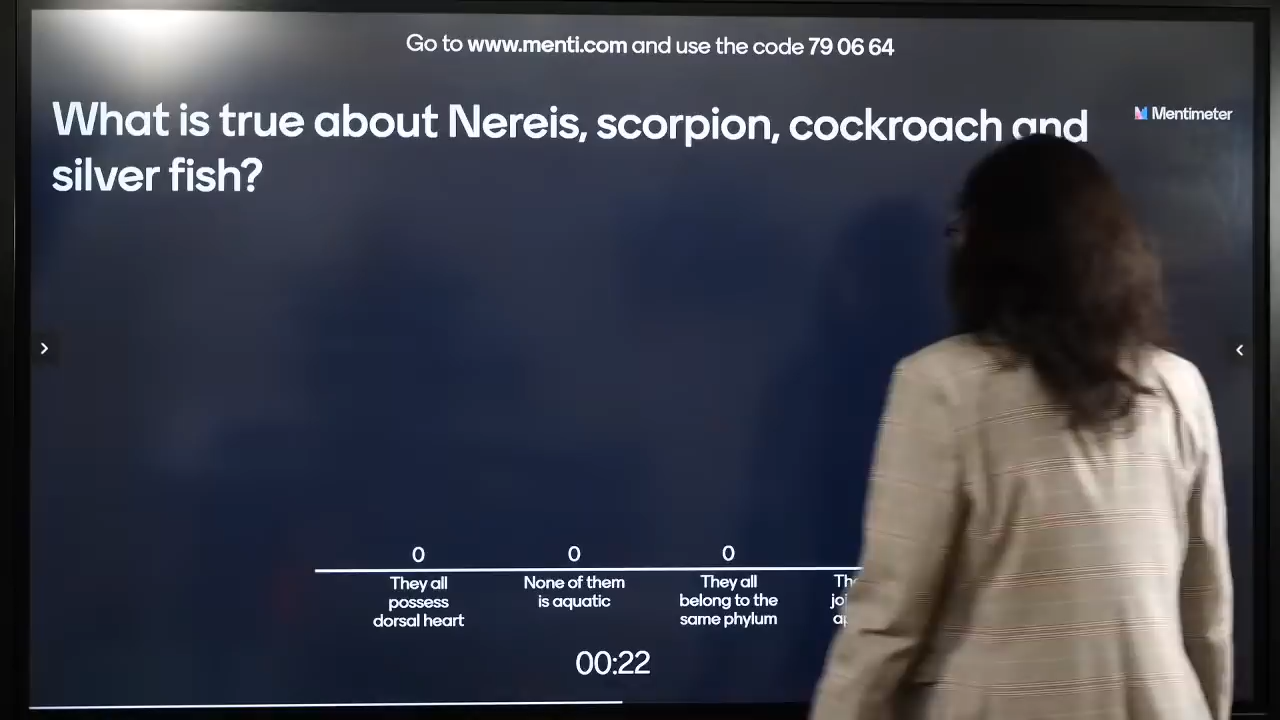 Go to www.menti.com and use the code 79 06 64
What is true about Nereis, scorpion, cockroach and
silver fish?
Mentimeter
0
0
0
They all
possess
dorsal heart
None of them
is aquatic
They all
belong to the
same phylum
00:22